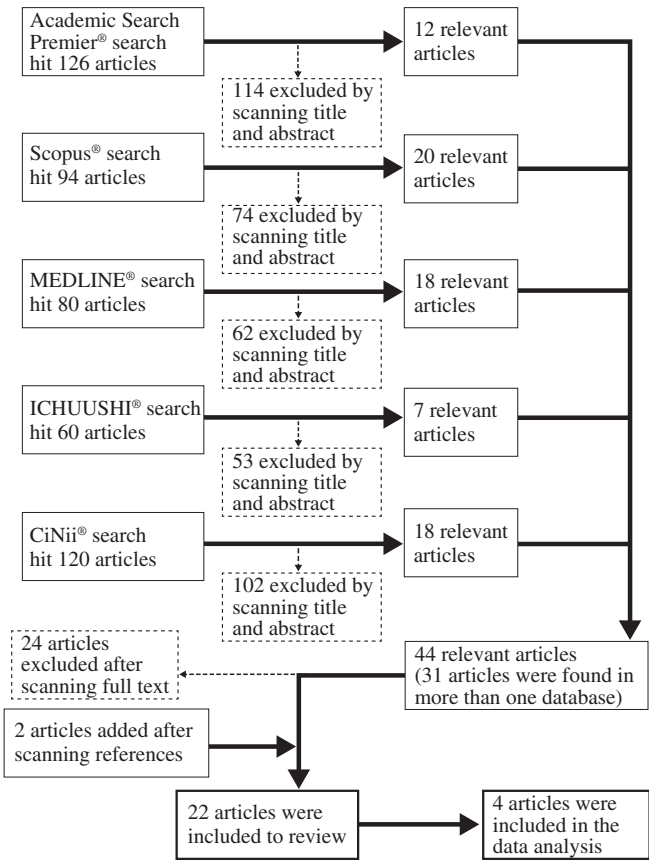 Academic Search
Premier® search
hit 126 articles
12 relevant
articles
114 excluded by
scanning title
and abstract
Scopus® search
hit 94 articles
20 relevant
articles
74 excluded by
scanning title
and abstract
MEDLINE® search
hit 80 articles
18 relevant
articles
62 excluded by
scanning title
and abstract
ICHUUSHI® search
hit 60 articles
7 relevant
articles
53 excluded by
scanning title
and abstract
CiNii® search
hit 120 articles
18 relevant
articles
102 excluded by
scanning title
and abstract
24 articles
excluded after
scanning full text
44 relevant articles
(31 articles were found in
more than one database)
2 articles added after
scanning references
22 articles were
included to review
4 articles were
included in the
data analysis